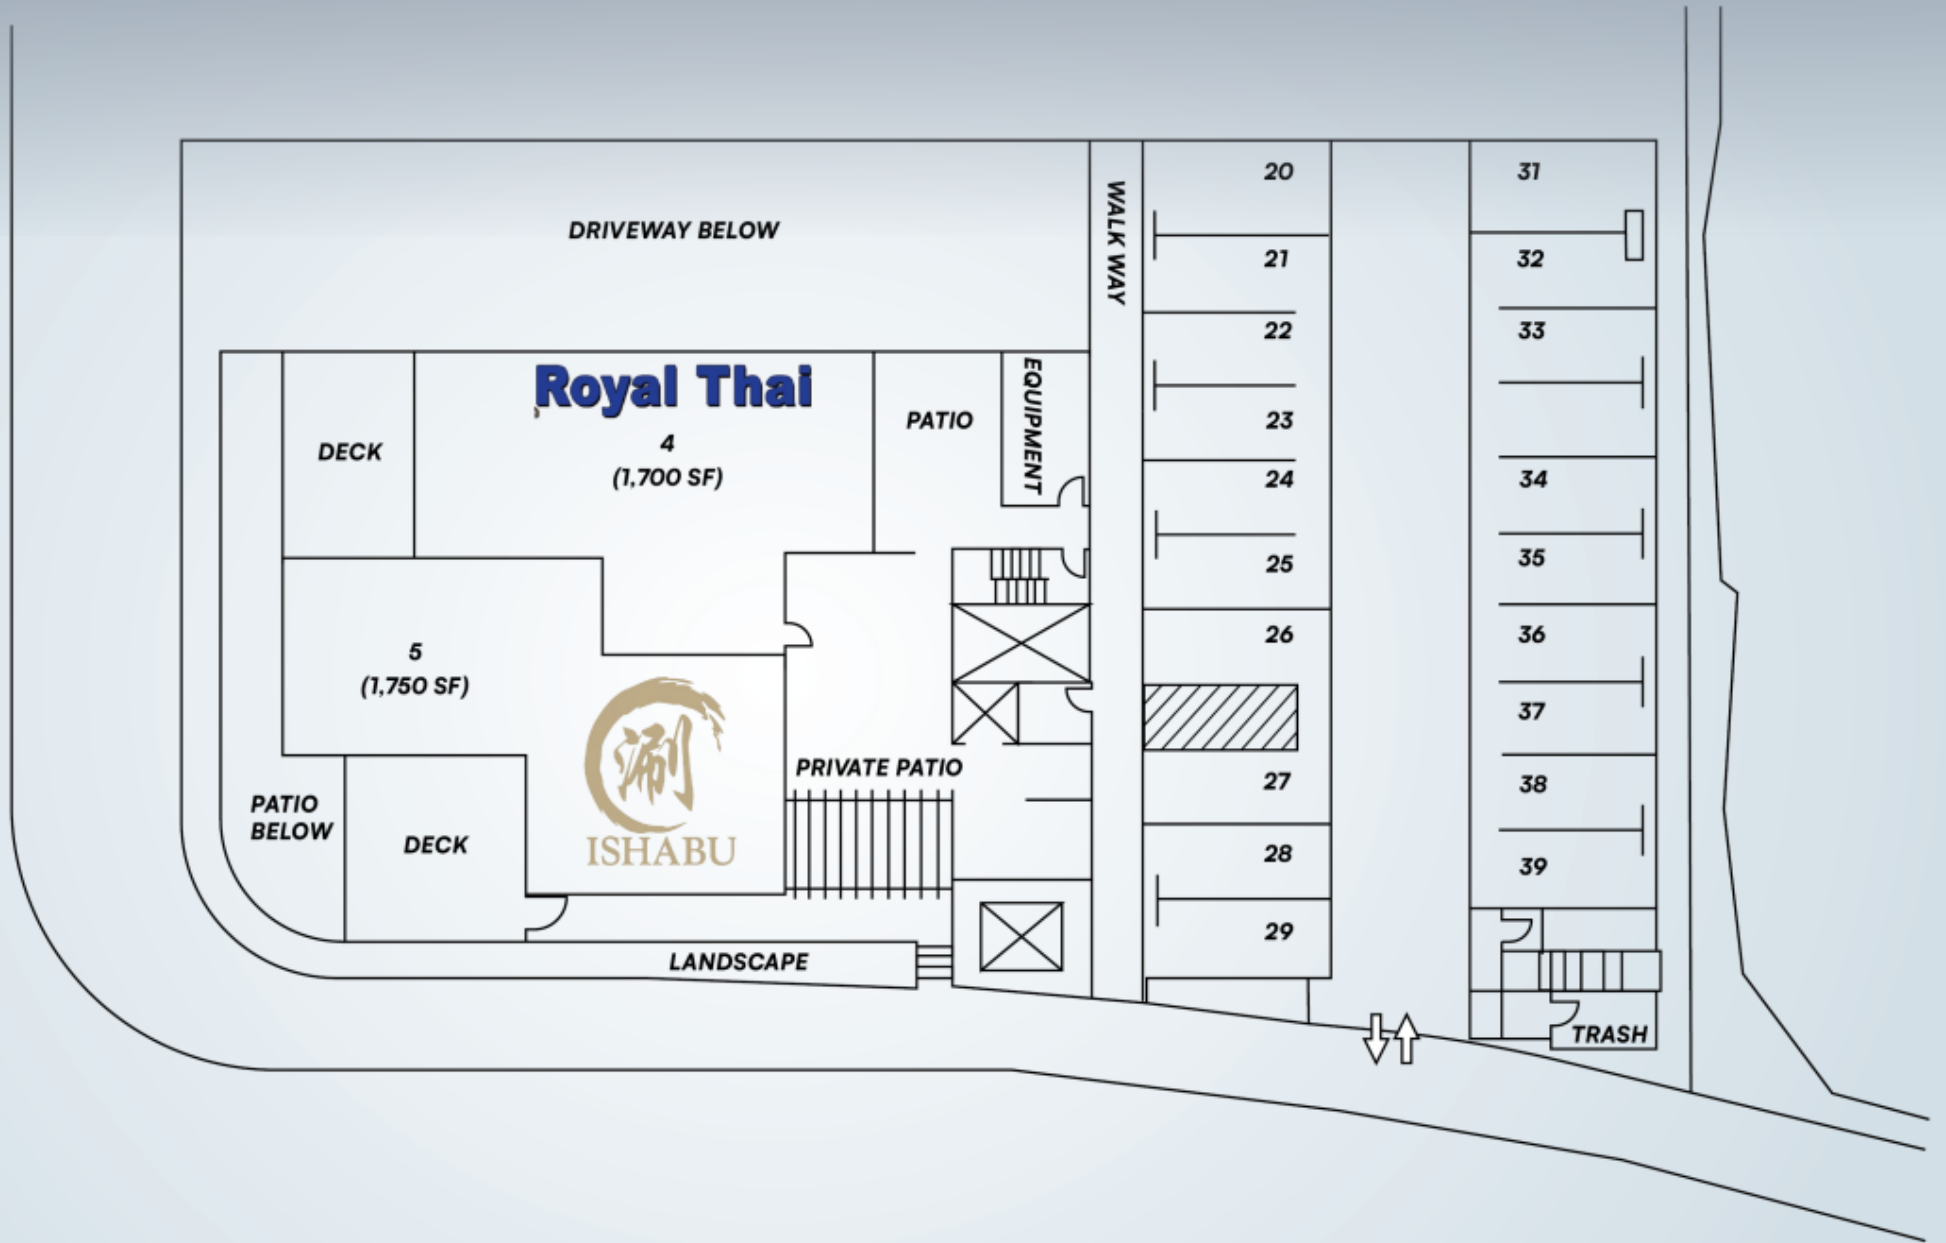 DRIVEWAY BELOW
WALK WAY
Royal Thai
4
(1,700 SF)
DECK
PATIO
EQUIPMENT
5
(1,750 SF)
涮
ISHABU
PRIVATE PATIO
PATIO
BELOW
DECK
LANDSCAPE
20
21
22
23
24
25
26
27
28
29
31
32
33
34
35
36
37
38
39
TRASH